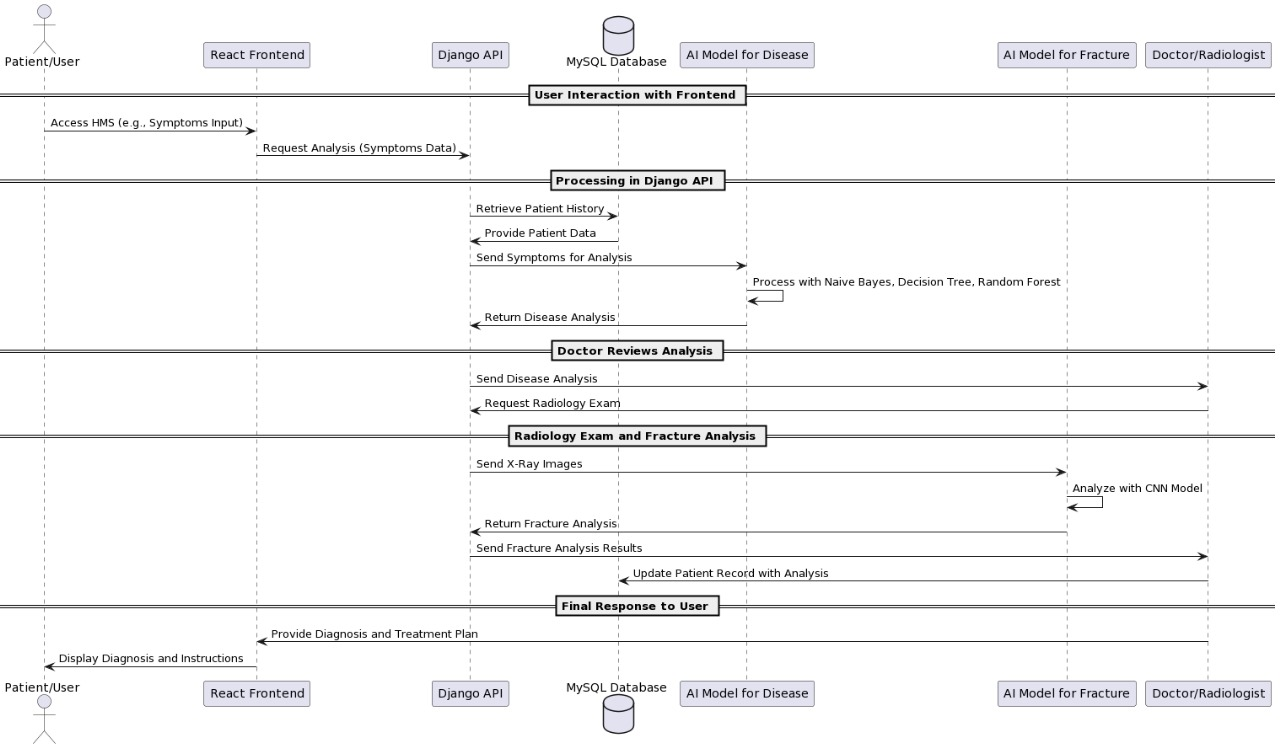 Patient/User
React Frontend
Django API
MySQL Database
AI Model for Disease
AI Model for Fracture
Doctor/Radiologist
User Interaction with Frontend
Access HMS (e.g., Symptoms Input)
Request Analysis (Symptoms Data)
Processing in Django API
Retrieve Patient History
Provide Patient Data
Send Symptoms for Analysis
Process with Naive Bayes, Decision Tree, Random Forest
Return Disease Analysis
Doctor Reviews Analysis
Send Disease Analysis
Request Radiology Exam
Radiology Exam and Fracture Analysis
Send X-Ray Images
Analyze with CNN Model
Return Fracture Analysis
Send Fracture Analysis Results
Update Patient Record with Analysis
Final Response to User
Provide Diagnosis and Treatment Plan
Display Diagnosis and Instructions
Patient/User
React Frontend
Django API
MySQL Database
AI Model for Disease
AI Model for Fracture
Doctor/Radiologist